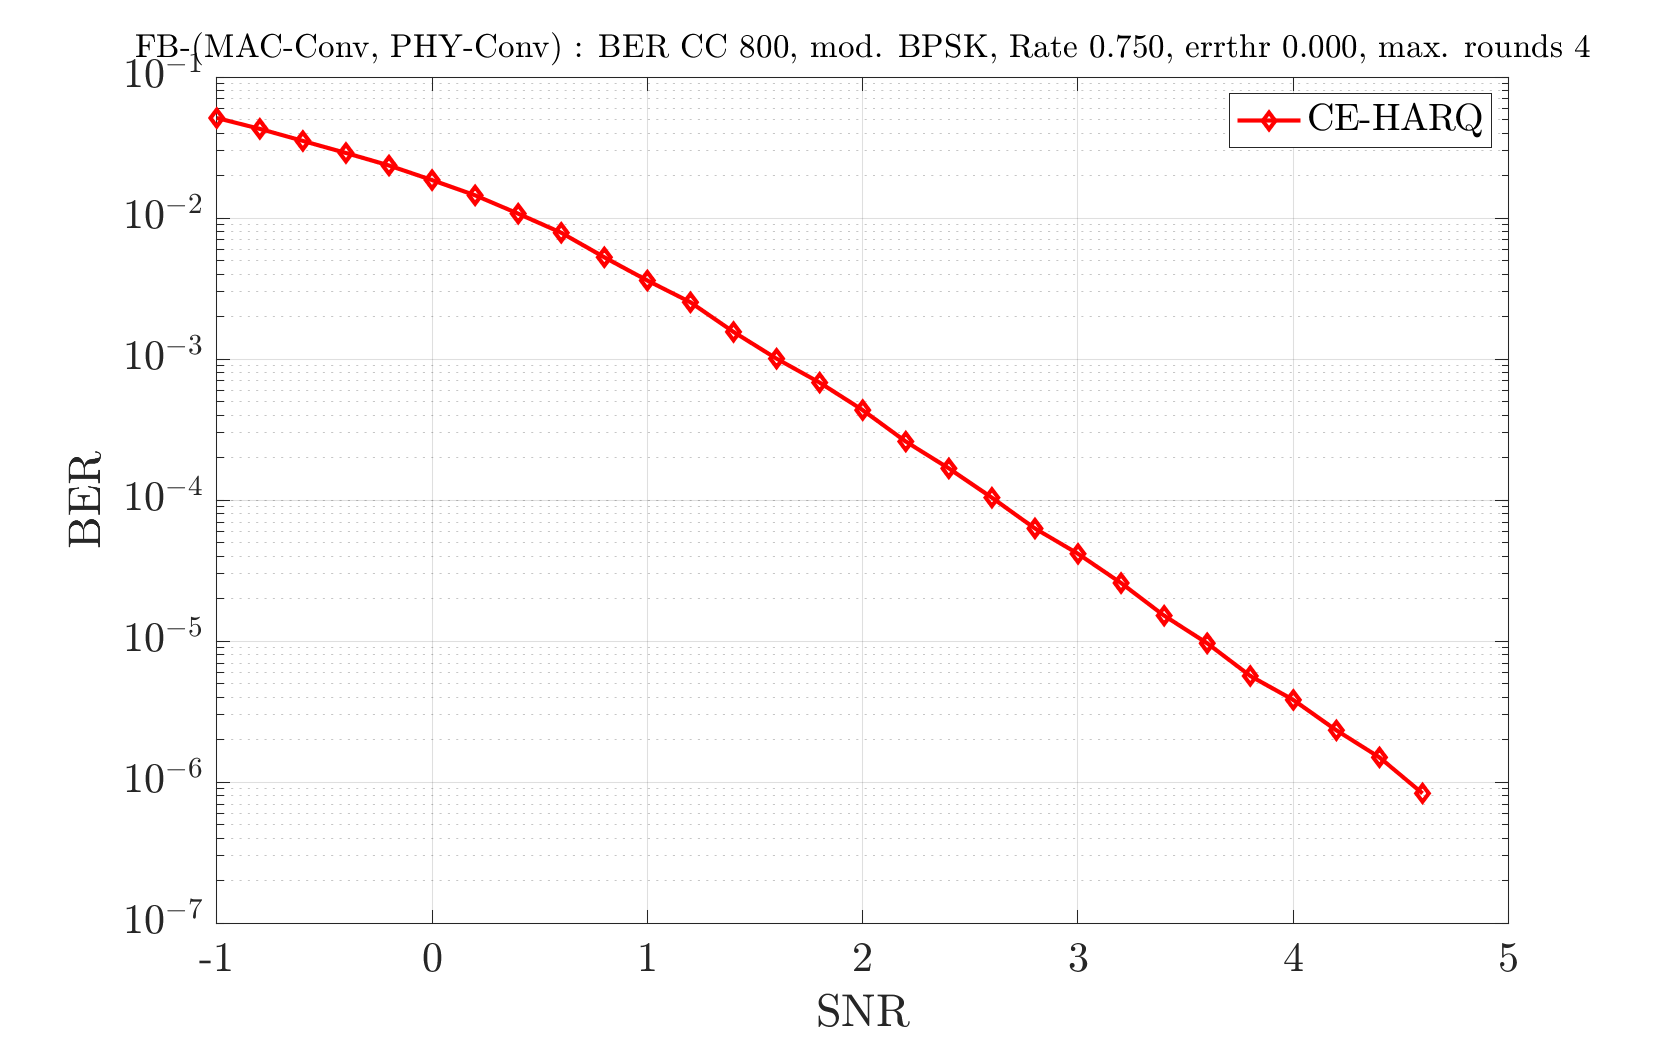 FB-(MAC-Conv, PHY-Conv) : BER CC 800, mod. BPSK, Rate 0.750, errthr 0.000, max. rounds 4
CE-HARQ
10^{-1}
10^{-2}
10^{-3}
10^{-4}
10^{-5}
10^{-6}
10^{-7}
BER
-1 0 1 2 3 4 5
SNR